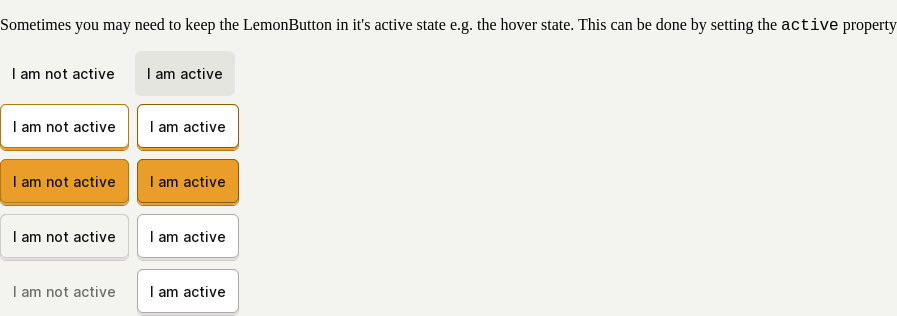 Sometimes you may need to keep the LemonButton in it's active state e.g. the hover state. This can be done by setting the active property
I am not active I am active
I am not active I am active
I am not active I am active
I am not active I am active
I am not active I am active